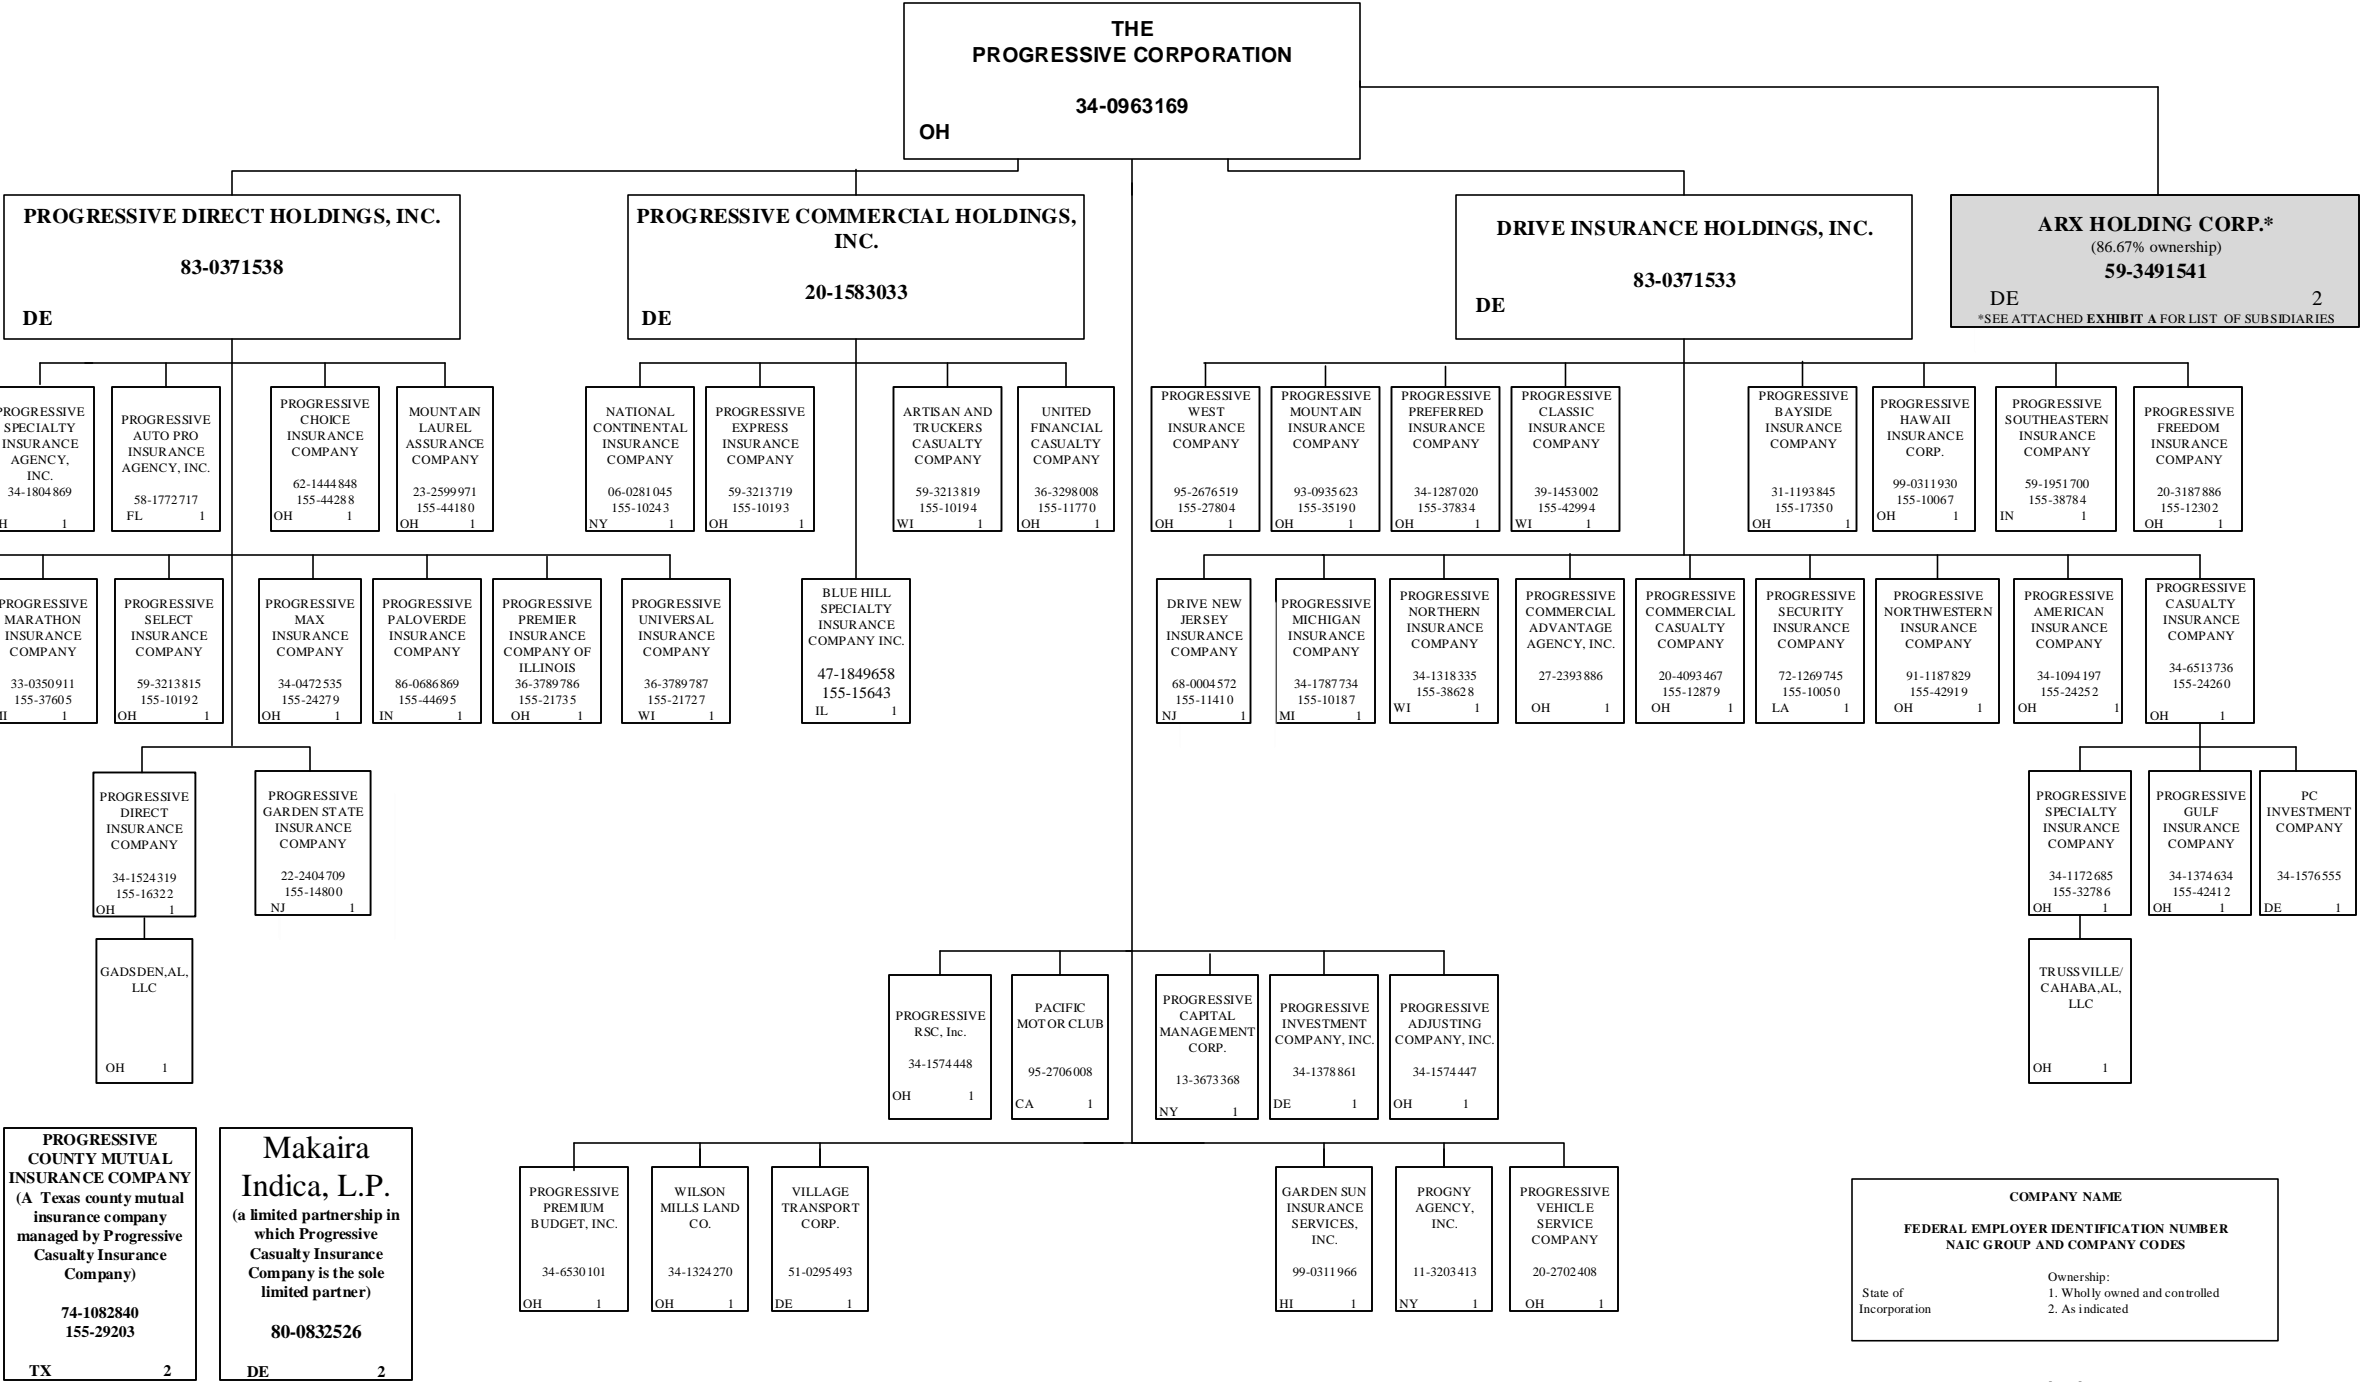 THE
PROGRESSIVE CORPORATION
34-0963169
OH
PROGRESSIVE DIRECT HOLDINGS, INC.
83-0371538
DE
PROGRESSIVE COMMERCIAL HOLDINGS,
INC.
20-1583033
DE
DRIVE INSURANCE HOLDINGS, INC.
83-0371533
DE
ARX HOLDING CORP.*
(86.67% ownership)
59-3491541
DE 2
*SEE ATTACHED EXHIBIT A FOR LIST OF SUBSIDIARIES
SPECIALTY
INSURANCE
AGENCY,
INC.
34-1804869
1
PROGRESSIVE
AUTO PRO
INSURANCE
AGENCY, INC.
58-1772717
FL 1
PROGRESSIVE
CHOICE
INSURANCE
COMPANY
62-1444848
155-44288
OH 1
MOUNTAIN
LAUREL
ASSURANCE
COMPANY
23-2599971
155-44180
OH 1
NATIONAL
CONTINENTAL
INSURANCE
COMPANY
06-0281045
155-10243
NY 1
PROGRESSIVE
EXPRESS
INSURANCE
COMPANY
59-3213719
155-10193
OH 1
ARTISAN AND
TRUCKERS
CASUALTY
COMPANY
59-3213819
155-10194
WI 1
UNITED
FINANCIAL
CASUALTY
COMPANY
36-3298008
155-11770
OH 1
PROGRESSIVE
WEST
INSURANCE
COMPANY
95-2676519
155-27804
OH 1
PROGRESSIVE
MOUNTAIN
INSURANCE
COMPANY
93-0935623
155-35190
OH 1
PROGRESSIVE
PREFERRED
INSURANCE
COMPANY
34-1287020
155-37834
OH 1
PROGRESSIVE
CLASSIC
INSURANCE
COMPANY
39-1453002
155-42994
WI 1
PROGRESSIVE
BAYSIDE
INSURANCE
COMPANY
31-1193845
155-17350
OH 1
PROGRESSIVE
HAWAII
INSURANCE
CORP.
99-0311930
155-10067
OH 1
PROGRESSIVE
SOUTHEASTERN
INSURANCE
COMPANY
59-1951700
155-38784
IN 1
PROGRESSIVE
FREEDOM
INSURANCE
COMPANY
20-3187886
155-12302
OH 1
PROGRESSIVE
MARATHON
INSURANCE
COMPANY
33-0350911
155-37605
1
PROGRESSIVE
SELECT
INSURANCE
COMPANY
59-3213815
155-10192
OH 1
PROGRESSIVE
MAX
INSURANCE
COMPANY
34-0472535
155-24279
OH 1
PROGRESSIVE
PALOVERDE
INSURANCE
COMPANY
86-0686869
155-44695
IN 1
PROGRESSIVE
PREMIER
INSURANCE
COMPANY OF
ILLINOIS
36-3789786
155-21735
OH 1
PROGRESSIVE
UNIVERSAL
INSURANCE
COMPANY
36-3789787
155-21727
WI 1
BLUE HILL
SPECIALTY
INSURANCE
COMPANY INC.
47-1849658
155-15643
IL 1
DRIVE NEW
JERSEY
INSURANCE
COMPANY
68-0004572
155-11410
NJ 1
PROGRESSIVE
MICHIGAN
INSURANCE
COMPANY
34-1787734
155-10187
MI 1
PROGRESSIVE
NORTHERN
INSURANCE
COMPANY
34-1318335
155-38628
WI 1
PROGRESSIVE
COMMERCIAL
ADVANTAGE
AGENCY, INC.
27-2393886
OH 1
PROGRESSIVE
COMMERCIAL
CASUALTY
COMPANY
20-4093467
155-12879
OH 1
PROGRESSIVE
SECURITY
INSURANCE
COMPANY
72-1269745
155-10050
LA 1
PROGRESSIVE
NORTHWESTERN
INSURANCE
COMPANY
91-1187829
155-42919
OH 1
PROGRESSIVE
AMERICAN
INSURANCE
COMPANY
34-1094197
155-24252
OH 1
PROGRESSIVE
CASUALTY
INSURANCE
COMPANY
34-6513736
155-24260
OH 1
PROGRESSIVE
DIRECT
INSURANCE
COMPANY
34-1524319
155-16322
OH 1
PROGRESSIVE
GARDEN STATE
INSURANCE
COMPANY
22-2404709
155-14800
NJ 1
PROGRESSIVE
SPECIALTY
INSURANCE
COMPANY
34-1172685
155-32786
OH 1
PROGRESSIVE
GULF
INSURANCE
COMPANY
34-1374634
155-42412
OH 1
PC
INVESTMENT
COMPANY
34-1576555
DE 1
GADSDEN,AL,
LLC
OH 1
PROGRESSIVE
RSC, Inc.
34-1574448
OH 1
PACIFIC
MOTOR CLUB
95-2706008
CA 1
PROGRESSIVE
CAPITAL
MANAGEMENT
CORP.
13-3673368
NY 1
PROGRESSIVE
INVESTMENT
COMPANY, INC.
34-1378861
DE 1
PROGRESSIVE
ADJUSTING
COMPANY, INC.
34-1574447
OH 1
TRUSSVILLE/
CAHABA,AL,
LLC
OH 1
PROGRESSIVE
COUNTY MUTUAL
INSURANCE COMPANY
(A Texas county mutual
insurance company
managed by Progressive
Casualty Insurance
Company)
74-1082840
155-29203
TX 2
Makaira
Indica, L.P.
(a limited partnership in
which Progressive
Casualty Insurance
Company is the sole
limited partner)
80-0832526
DE 2
PROGRESSIVE
PREMIUM
BUDGET, INC.
34-6530101
OH 1
WILSON
MILLS LAND
CO.
34-1324270
OH 1
VILLAGE
TRANSPORT
CORP.
51-0295493
DE 1
GARDEN SUN
INSURANCE
SERVICES,
INC.
99-0311966
HI 1
PROGNY
AGENCY,
INC.
11-3203413
NY 1
PROGRESSIVE
VEHICLE
SERVICE
COMPANY
20-2702408
OH 1
COMPANY NAME
FEDERAL EMPLOYER IDENTIFICATION NUMBER
NAIC GROUP AND COMPANY CODES
Ownership:
State of 1. Wholly owned and controlled
Incorporation 2. As indicated